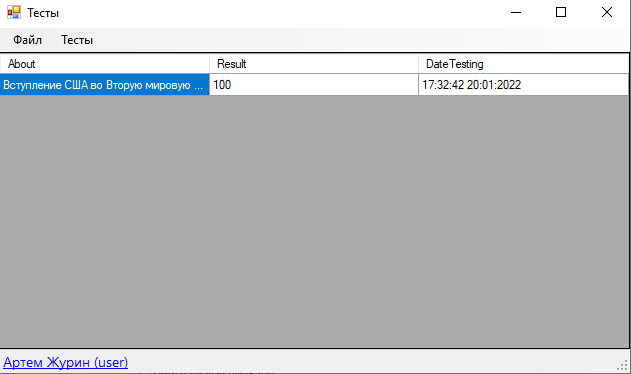 Тесты
Файл Тесты
About Result DateTesting
Вступление США во Вторую мировую ... 100 17:32:42 20:01:2022
Артем Журин (user)